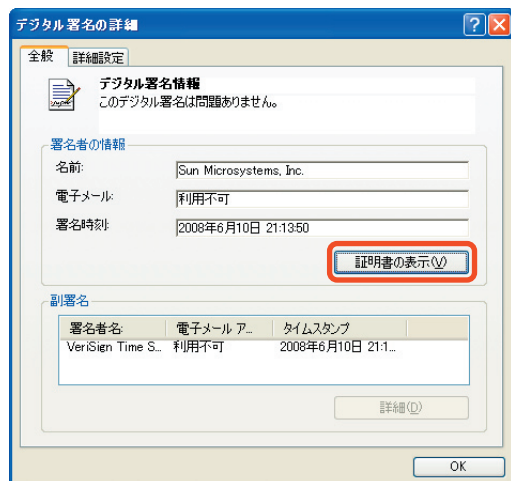 デジタル署名の詳細
全般 詳細設定
デジタル署名情報
このデジタル署名は問題ありません。
署名者の情報
名前: Sun Microsystems, Inc.
電子メール: 利用不可
署名時刻: 2008年6月10日 21:13:50
証明書の表示(V)
副署名
署名者名: 電子メール ア... タイムスタンプ
VeriSign Time S... 利用不可 2008年6月10日 21:1...
詳細(D)
OK